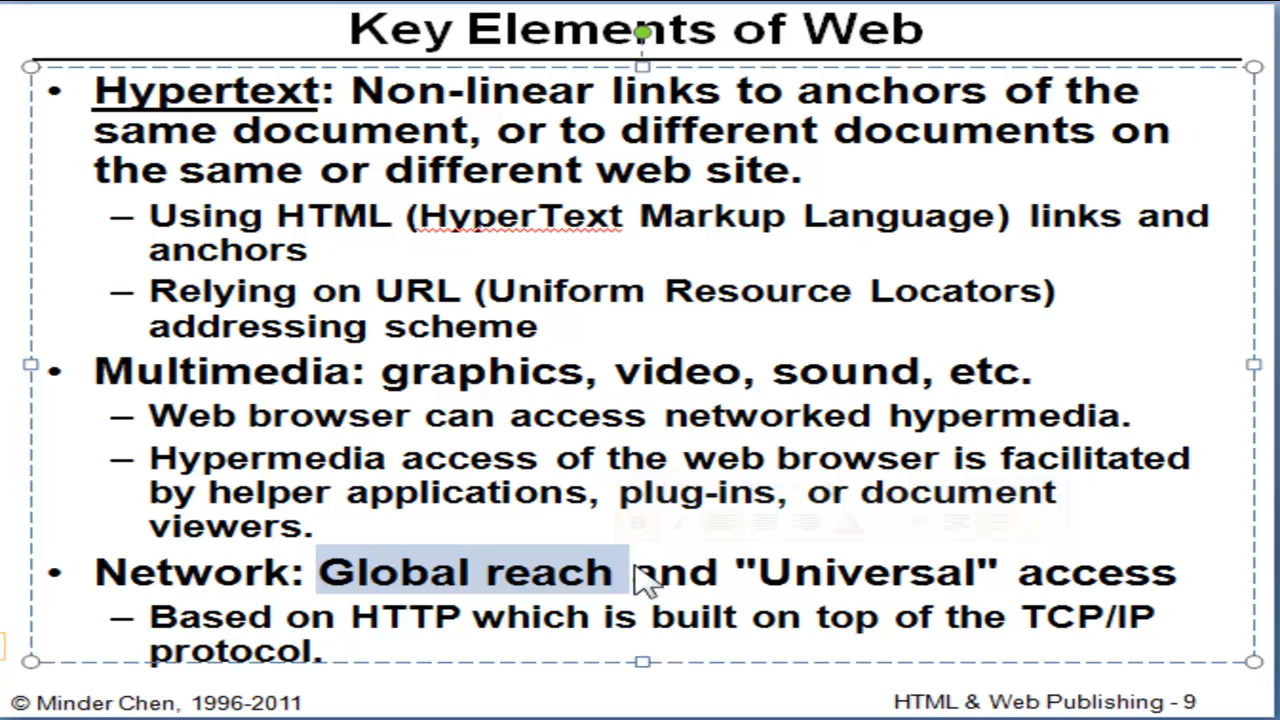 Key Elements of Web
• Hypertext: Non-linear links to anchors of the
same document, or to different documents on
the same or different web site.
– Using HTML (HyperText Markup Language) links and
anchors
– Relying on URL (Uniform Resource Locators)
addressing scheme
• Multimedia: graphics, video, sound, etc.
– Web browser can access networked hypermedia.
– Hypermedia access of the web browser is facilitated
by helper applications, plug-ins, or document
viewers.
• Network: Global reach and "Universal" access
– Based on HTTP which is built on top of the TCP/IP
protocol.
© Minder Chen, 1996-2011
HTML & Web Publishing - 9